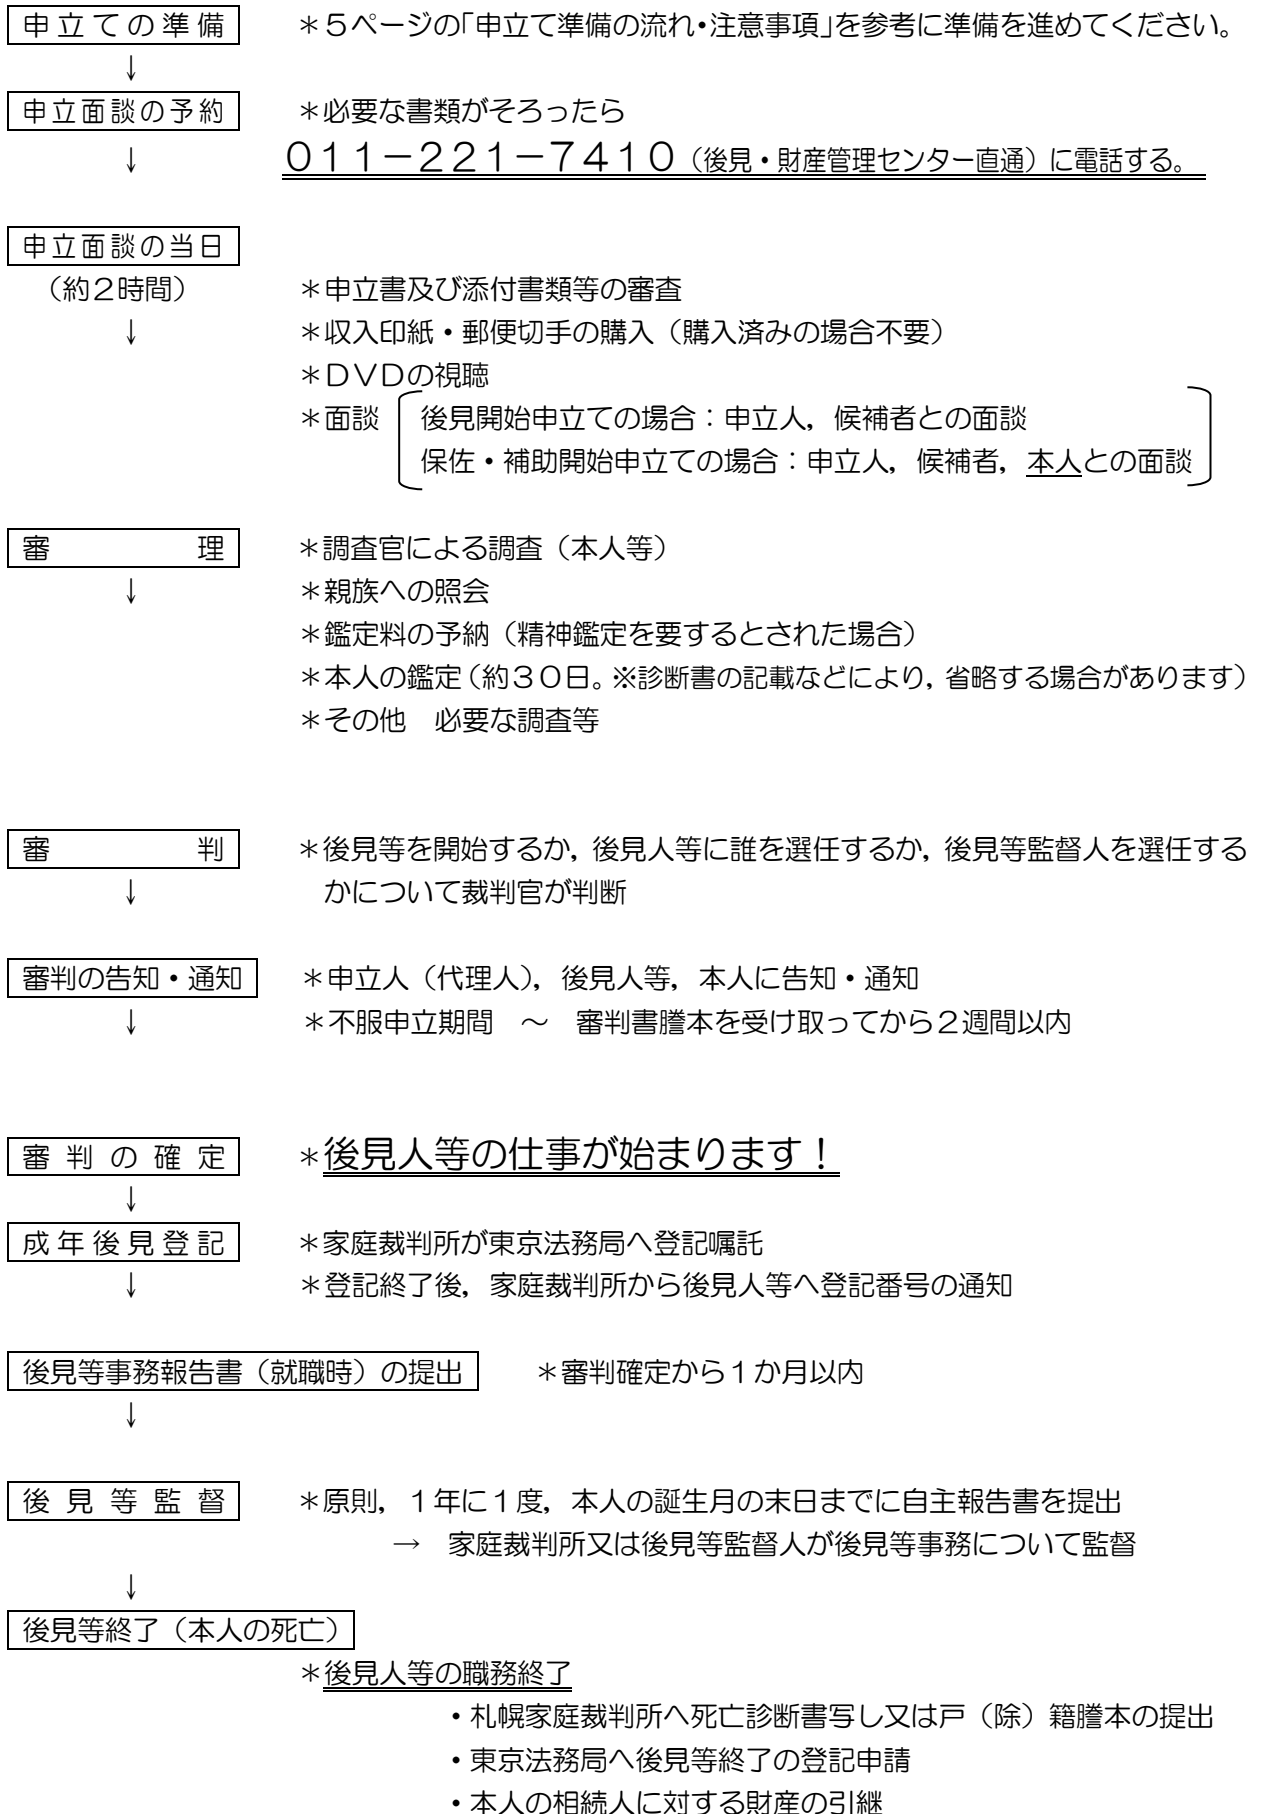 申立ての準備 ＊５ページの｢申立て準備の流れ・注意事項｣を参考に準備を進めてください。
↓
申立面談の予約 ＊必要な書類がそろったら
↓ ０１１－２２１－７４１０（後見・財産管理センター直通）に電話する。
申立面談の当日
（約２時間） ＊申立書及び添付書類等の審査
↓ ＊収入印紙・郵便切手の購入（購入済みの場合不要）
＊ＤＶＤの視聴
＊面談 後見開始申立ての場合：申立人，候補者との面談
保佐・補助開始申立ての場合：申立人，候補者，本人との面談
審理 ＊調査官による調査（本人等）
↓ ＊親族への照会
＊鑑定料の予納（精神鑑定を要するとされた場合）
＊本人の鑑定（約３０日。※診断書の記載などにより，省略する場合があります）
＊その他　必要な調査等
審判 ＊後見等を開始するか，後見人等に誰を選任するか，後見等監督人を選任する
↓ かについて裁判官が判断
審判の告知・通知 ＊申立人（代理人），後見人等，本人に告知・通知
↓ ＊不服申立期間　～　審判書謄本を受け取ってから２週間以内
審判の確定 ＊後見人等の仕事が始まります！
↓
成年後見登記 ＊家庭裁判所が東京法務局へ登記嘱託
↓ ＊登記終了後，家庭裁判所から後見人等へ登記番号の通知
後見等事務報告書（就職時）の提出 ＊審判確定から１か月以内
↓
後見等監督 ＊原則，１年に１度，本人の誕生月の末日までに自主報告書を提出
→　家庭裁判所又は後見等監督人が後見等事務について監督
↓
後見等終了（本人の死亡）
＊後見人等の職務終了
・札幌家庭裁判所へ死亡診断書写し又は戸（除）籍謄本の提出
・東京法務局へ後見等終了の登記申請
・本人の相続人に対する財産の引継